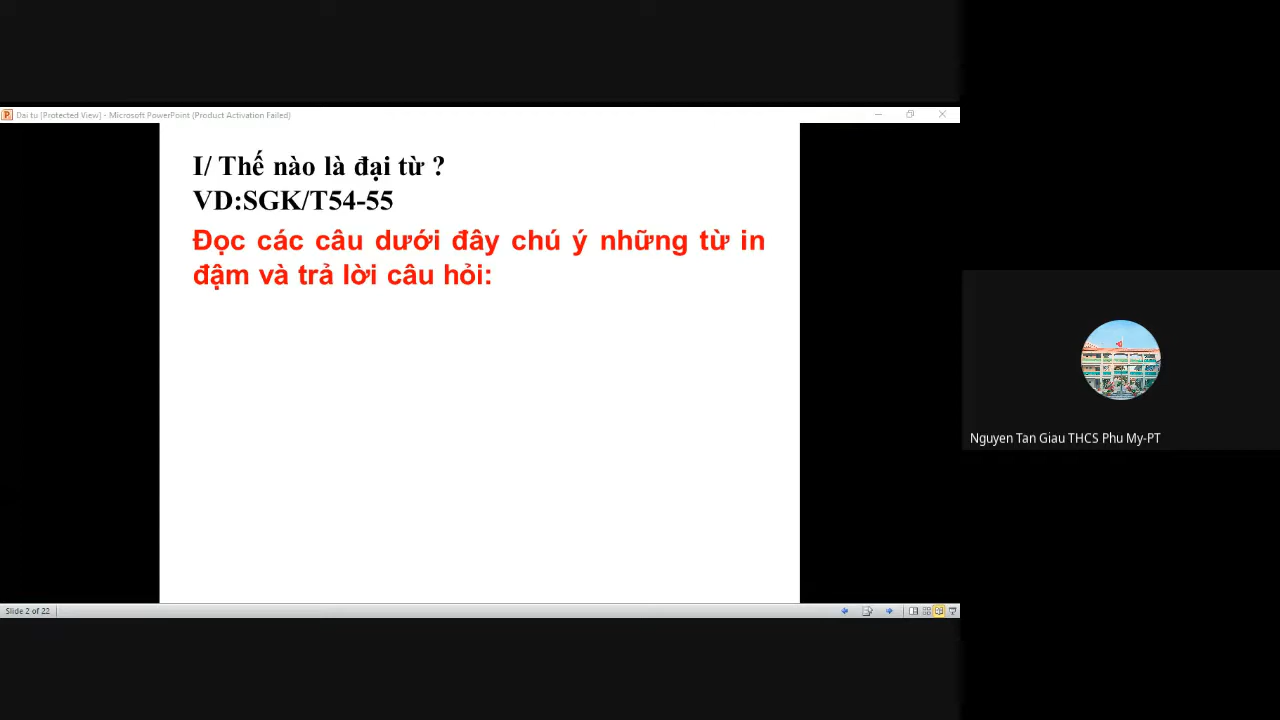 Dai tu [Protected View] - Microsoft PowerPoint (Product Activation Failed)
I/ Thế nào là đại từ ?
VD:SGK/T54-55
Đọc các câu dưới đây chú ý những từ in
đậm và trả lời câu hỏi:
Nguyen Tan Giau THCS Phu My-PT
Slide 2 of 22